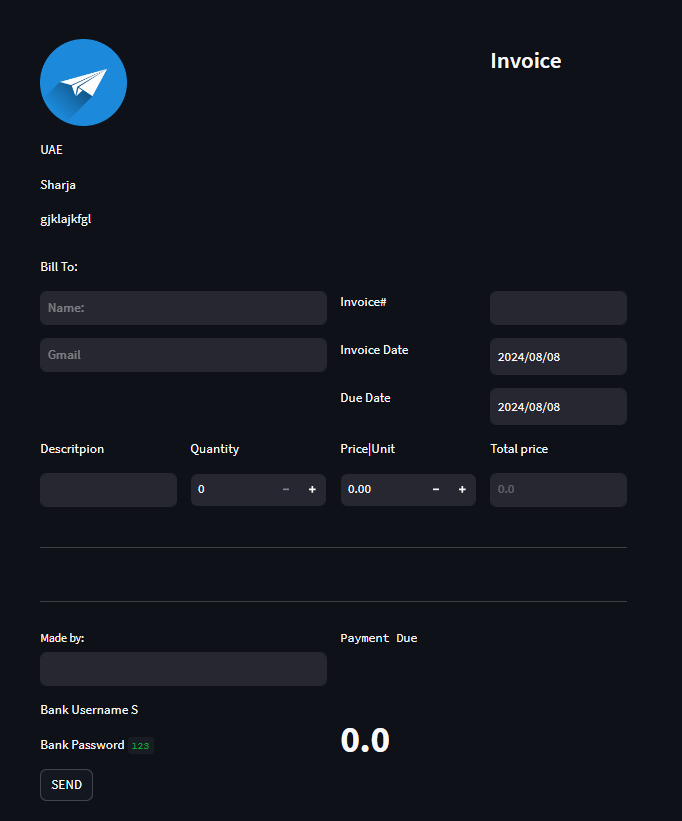 Invoice
UAE
Sharja
gjklajkfgl
Bill To:
Name:
Invoice#
Gmail
Invoice Date
2024/08/08
Due Date
2024/08/08
Descritpion
Quantity
Price|Unit
Total price
0 − +
0.00 − +
0.0
Made by:
Payment Due
Bank Username S
Bank Password 123
0.0
SEND